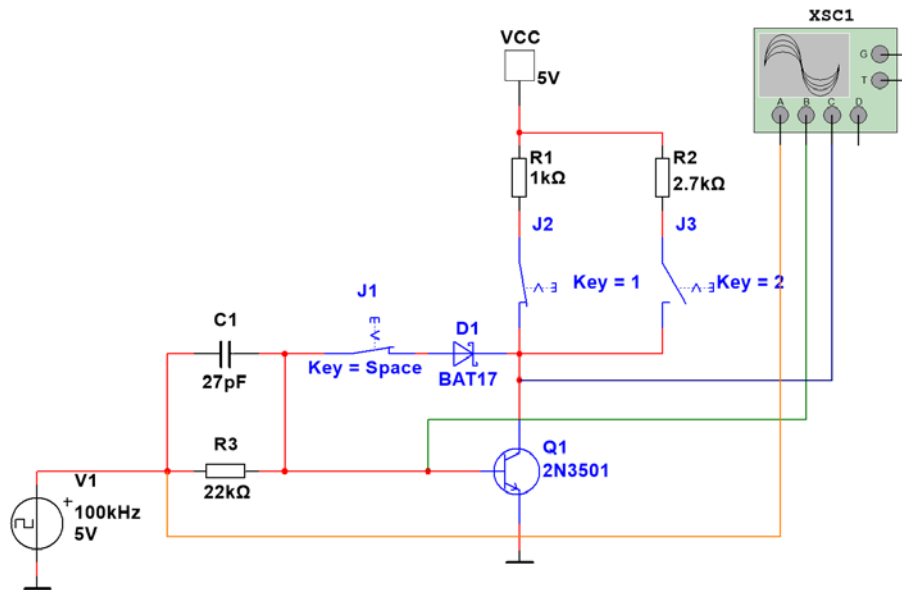 XSC1
VCC
5V
G
T
A B C D
R1
1kΩ
R2
2.7kΩ
J2
J3
Key = 1
Key = 2
J1
C1
D1
Key = Space
BAT17
27pF
R3
Q1
2N3501
V1
22kΩ
100kHz
5V